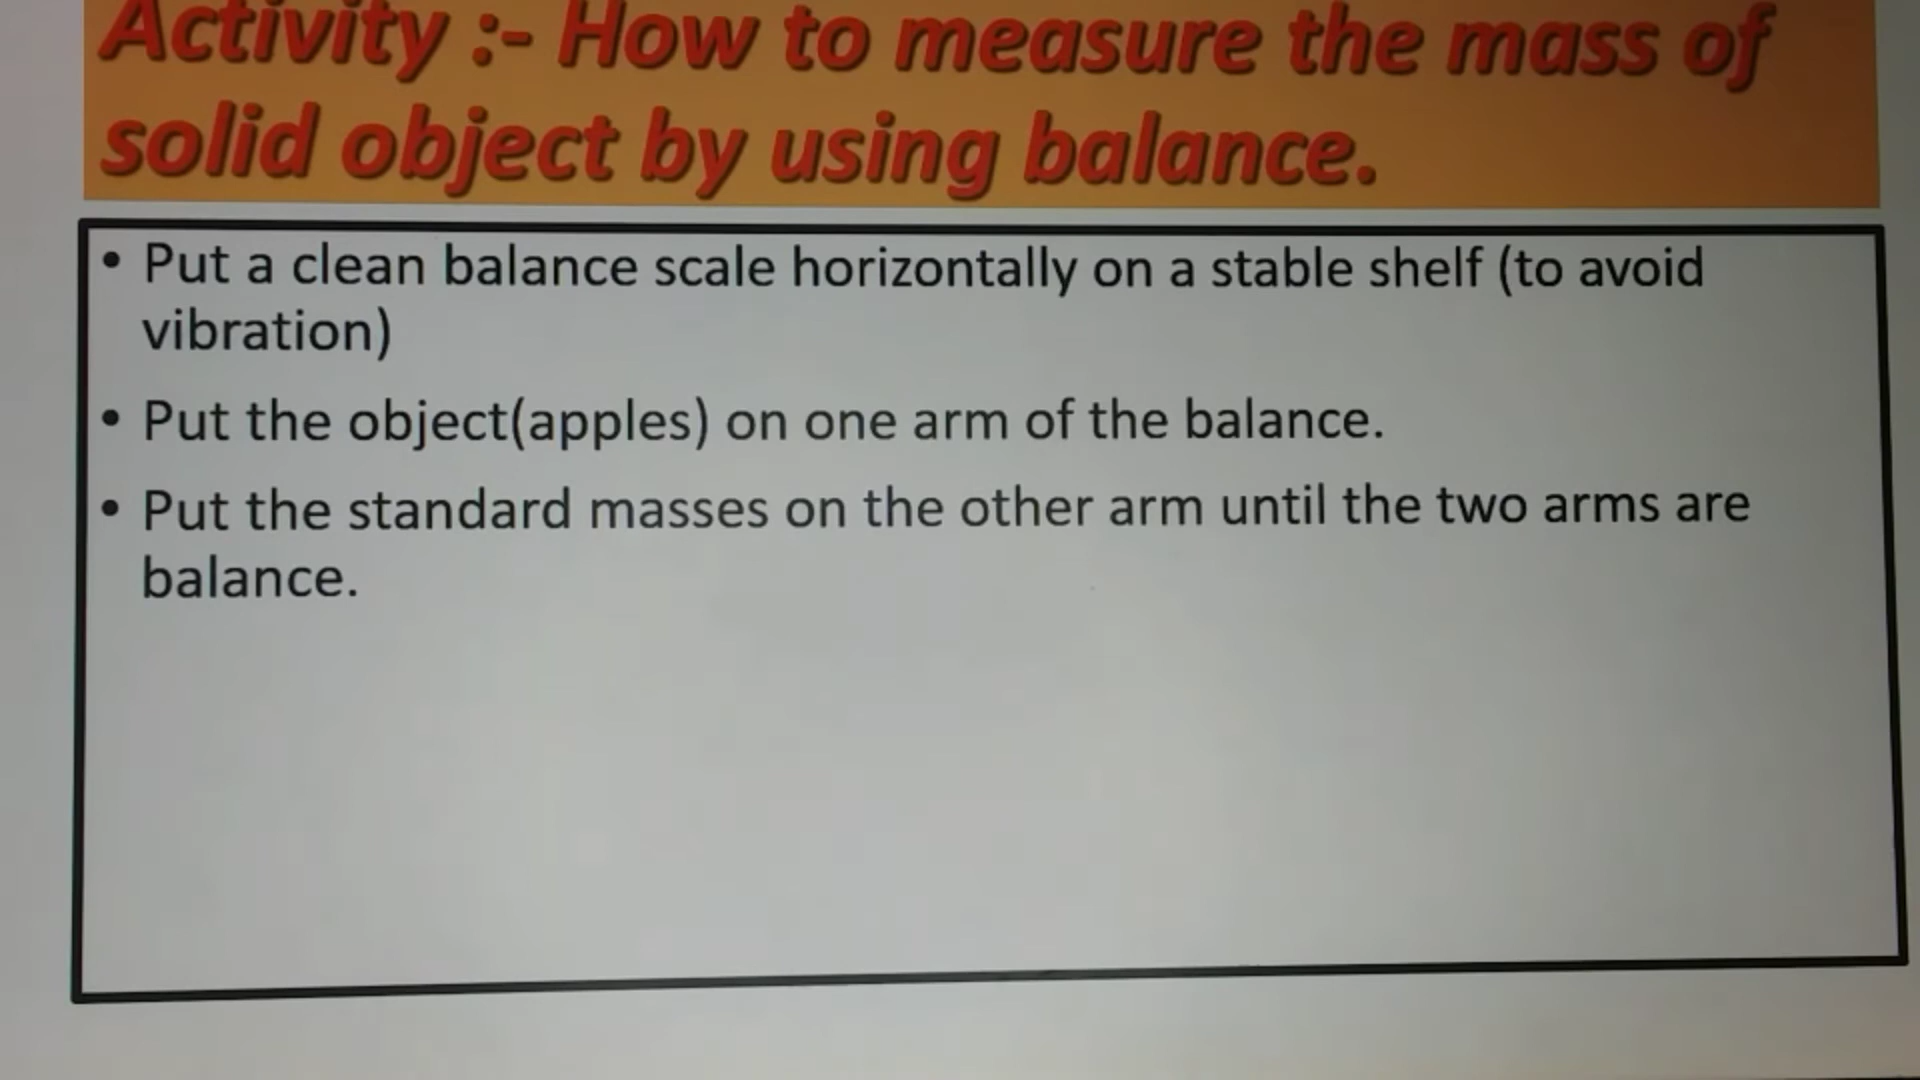 Activity :- How to measure the mass of
solid object by using balance.
• Put a clean balance scale horizontally on a stable shelf (to avoid
vibration)
• Put the object(apples) on one arm of the balance.
• Put the standard masses on the other arm until the two arms are
balance.